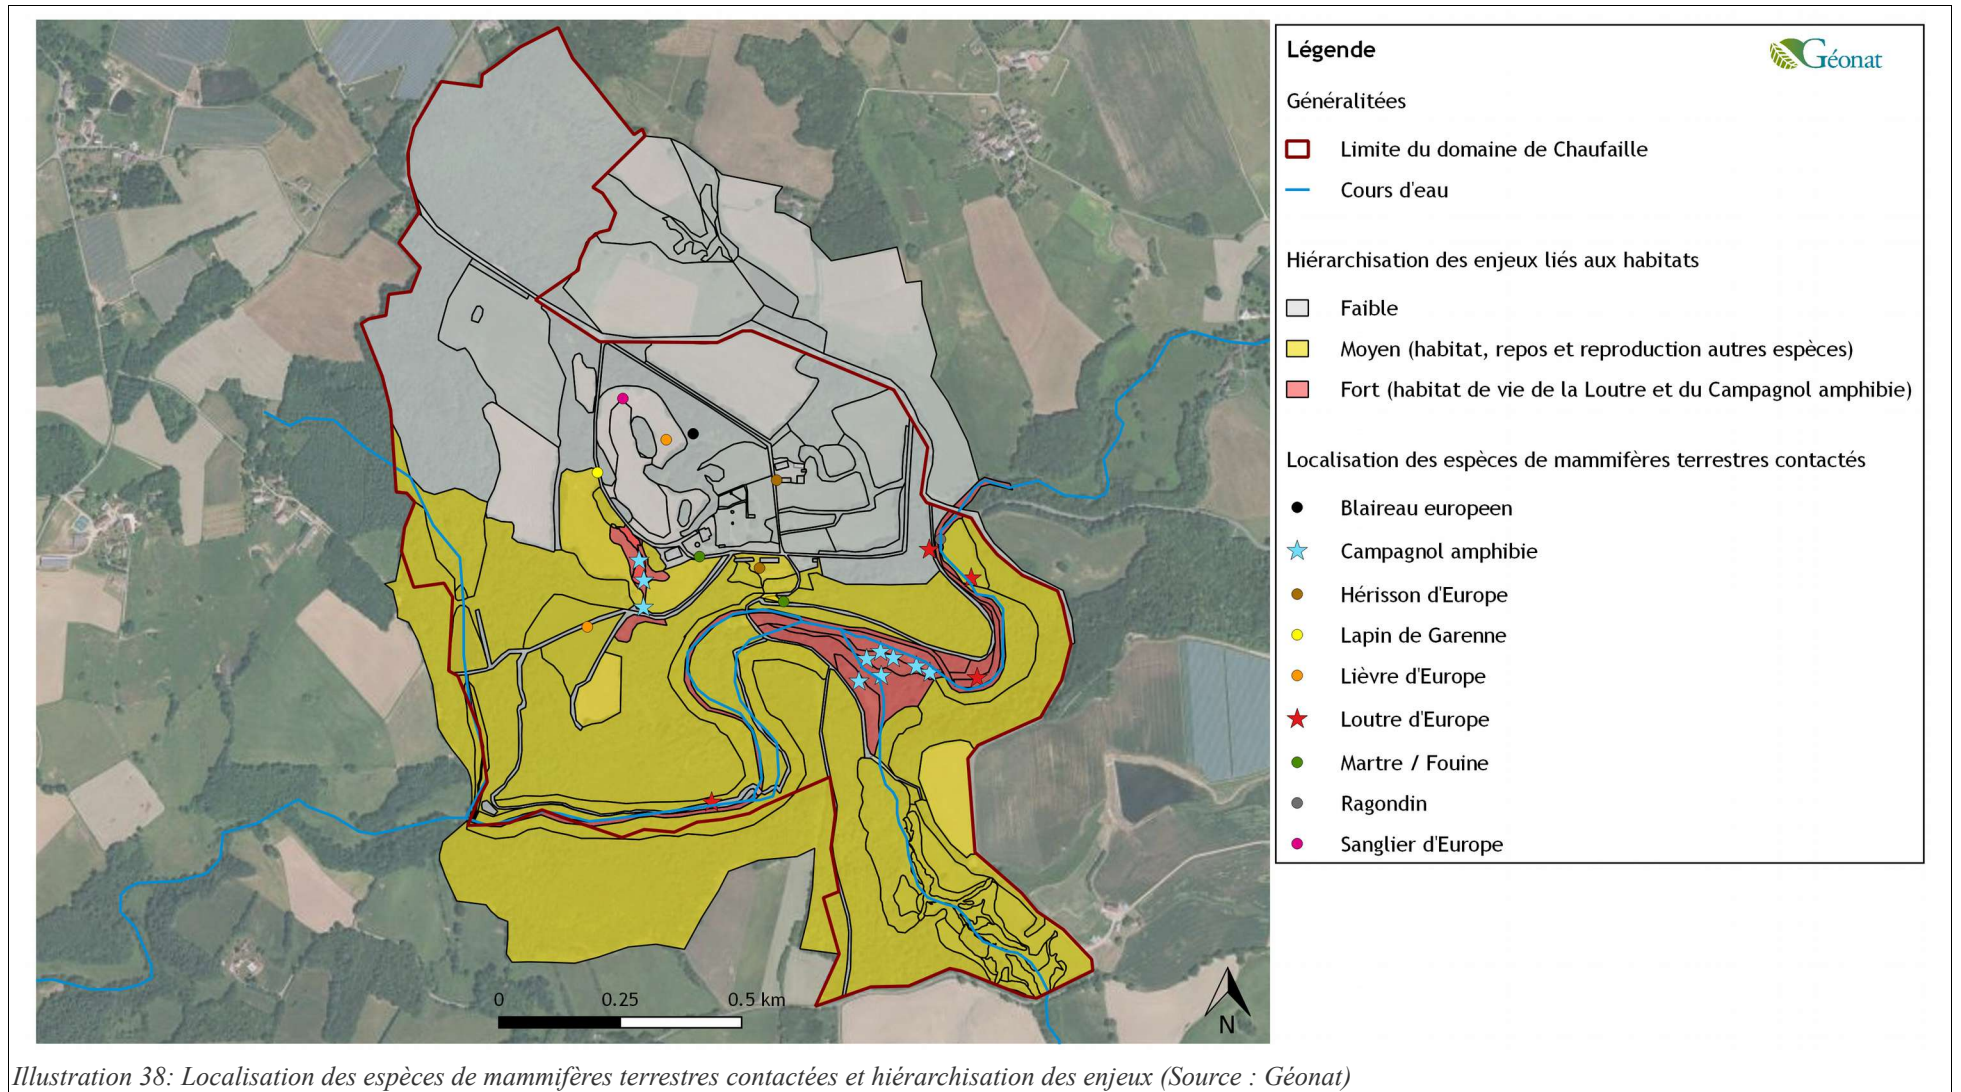 Légende
Géonat
Généralitées
Limite du domaine de Chaufaille
Cours d'eau
Hiérarchisation des enjeux liés aux habitats
Faible
Moyen (habitat, repos et reproduction autres espèces)
Fort (habitat de vie de la Loutre et du Campagnol amphibie)
Localisation des espèces de mammifères terrestres contactés
Blaireau europeen
Campagnol amphibie
Hérisson d'Europe
Lapin de Garenne
Lièvre d'Europe
Loutre d'Europe
Martre / Fouine
Ragondin
Sanglier d'Europe
0 0.25 0.5 km
N
Illustration 38: Localisation des espèces de mammifères terrestres contactées et hiérarchisation des enjeux (Source : Géonat)